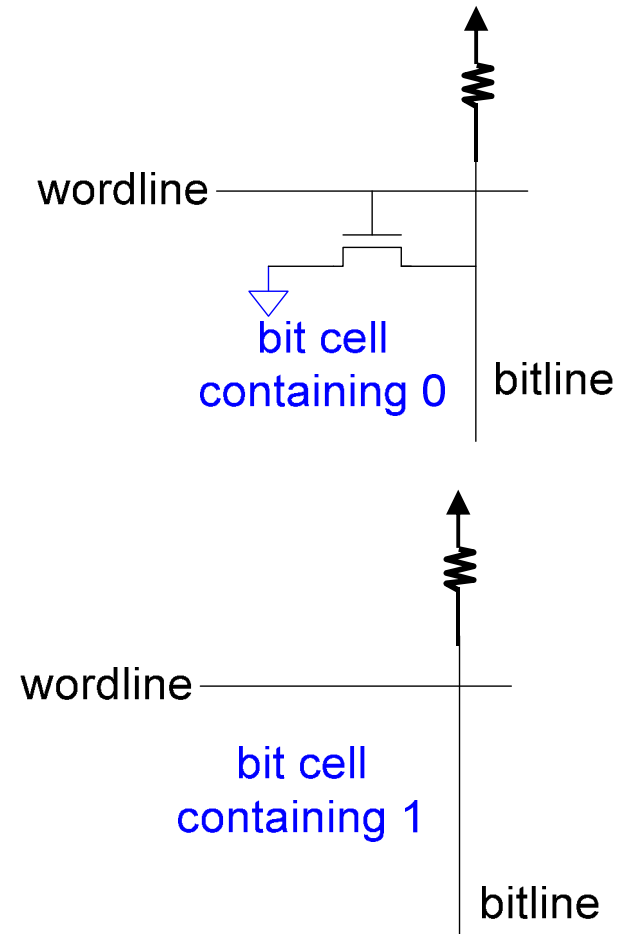 wordline
bit cell
containing 0
bitline
wordline
bit cell
containing 1
bitline